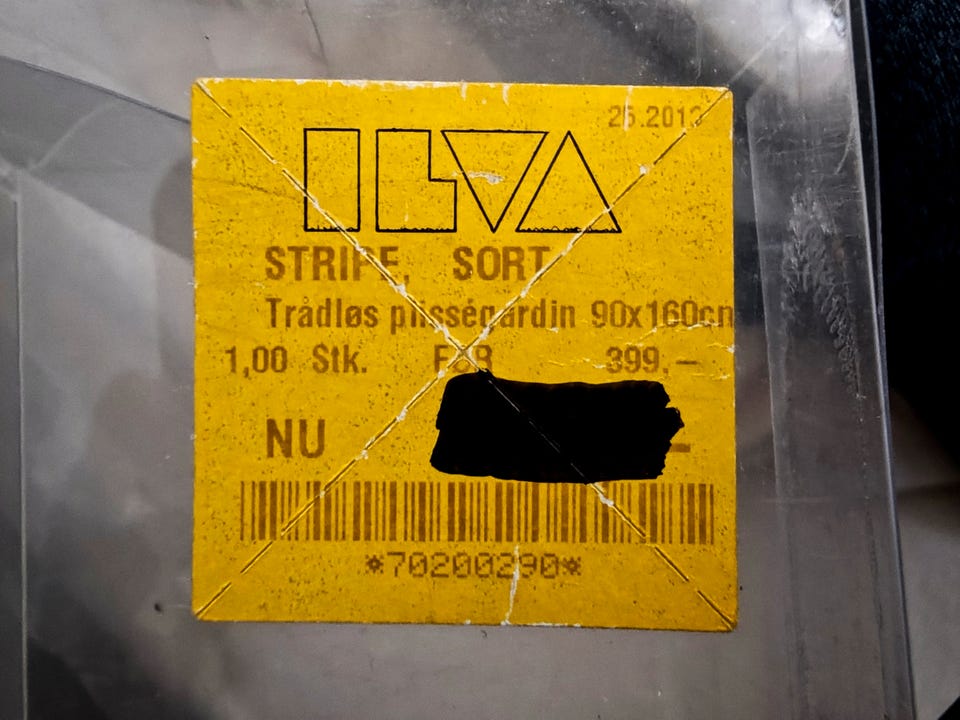 25.2013
ILVA
STRIPE, SORT
Trådløs plisségardin 90x160cm
1,00 Stk. FØR 399,-
NU -
*70200290*